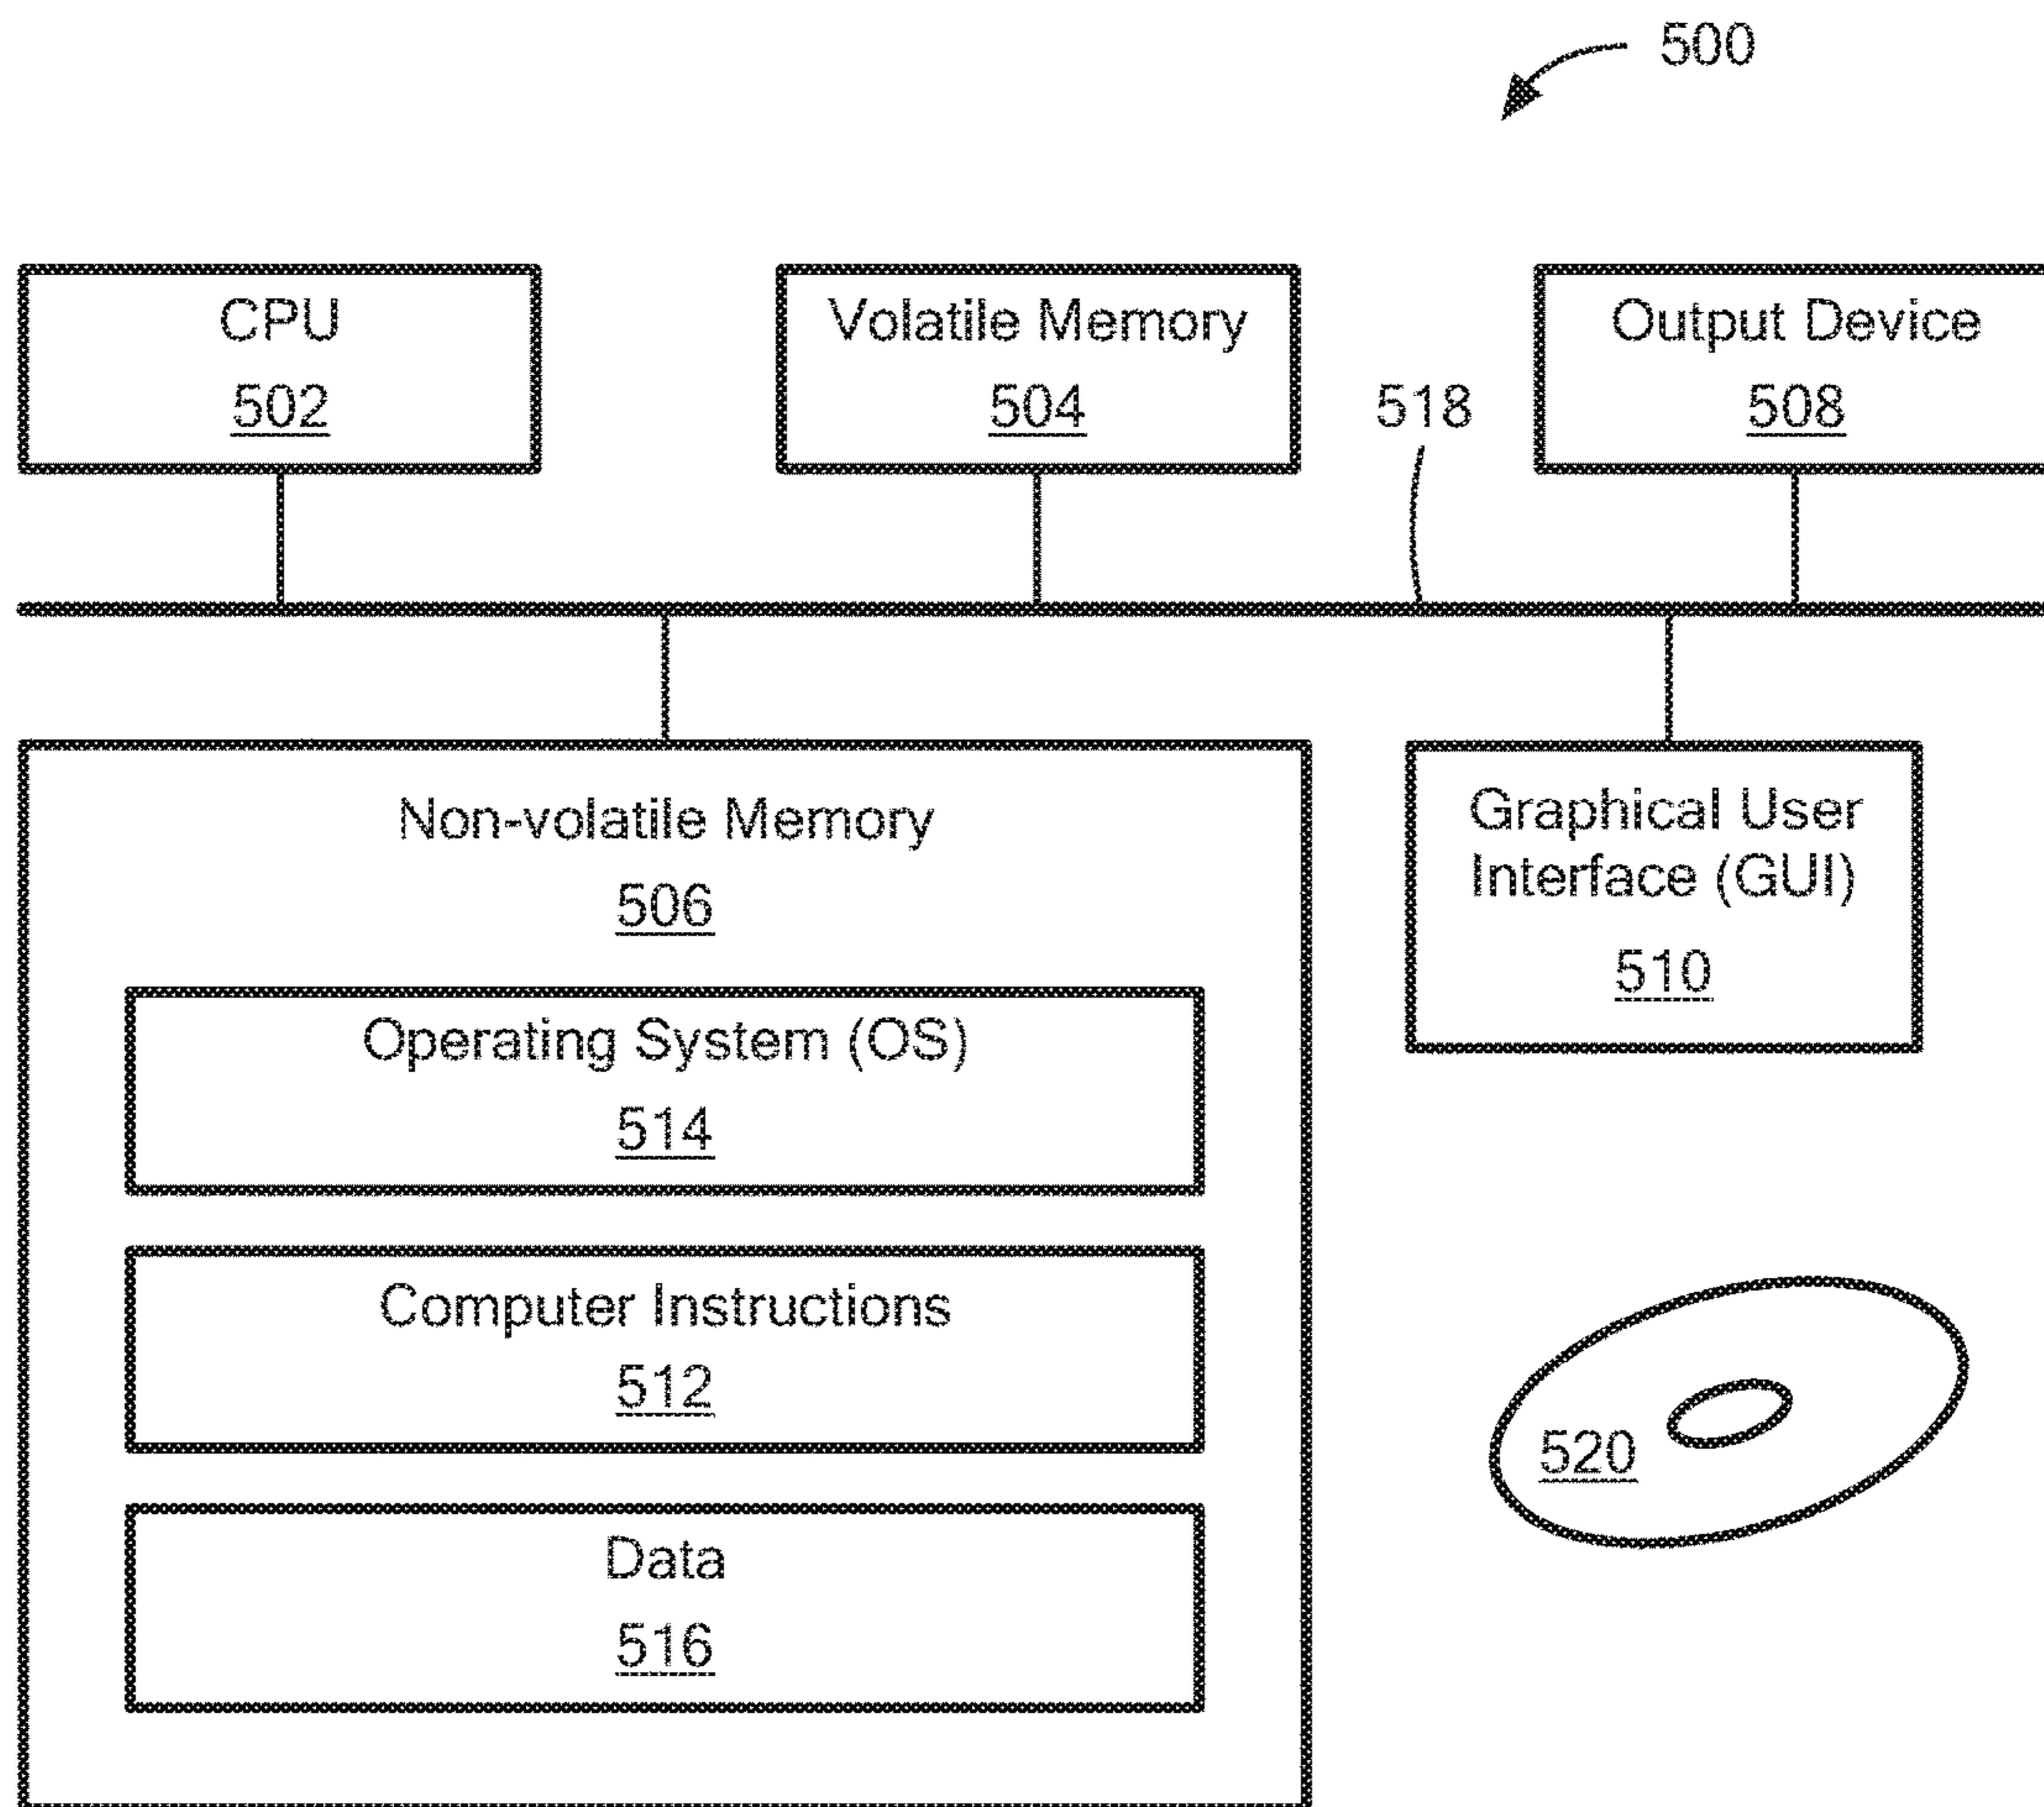 500
CPU
502
Volatile Memory
504
518
Output Device
508
Non-volatile Memory
506
Operating System (OS)
514
Computer Instructions
512
Data
516
Graphical User
Interface (GUI)
510
520